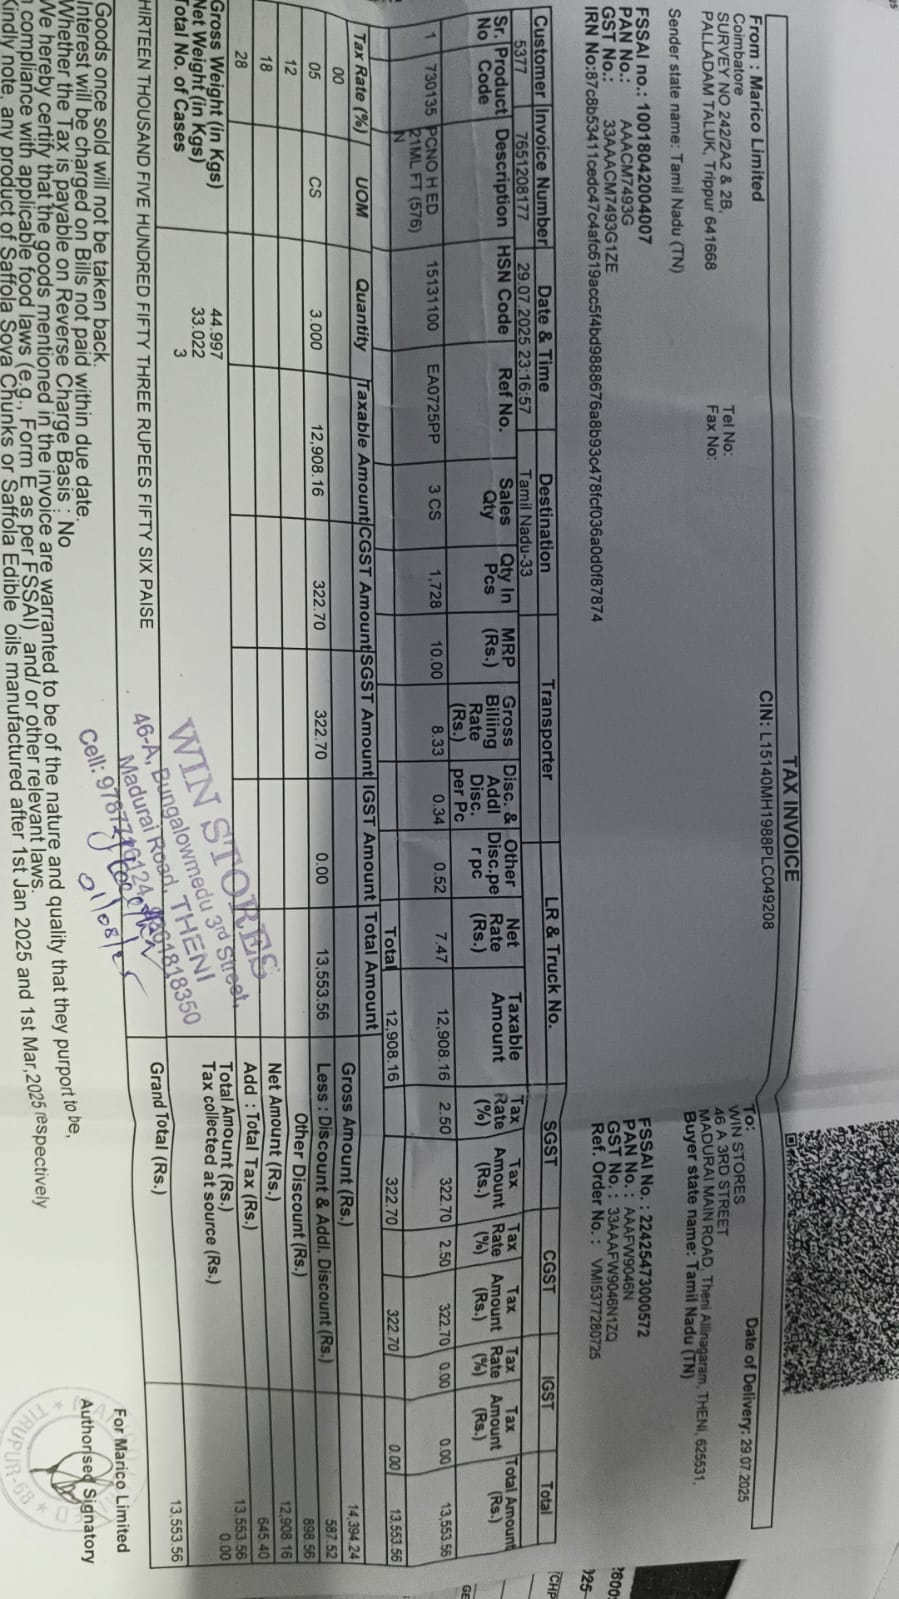 TAX INVOICE
CIN: L15140MH1988PLC049208
From : Marico Limited
Coimbatore
SURVEY NO 242/2A2 & 2B,
PALLADAM TALUK, Trippur 641668
Tel No:
Fax No:
Sender state name: Tamil Nadu (TN)
FSSAI no.: 10018042004007
PAN No.: AAACM7493G
GST No.: 33AAACM7493G1ZE
IRN No:87c8b53411cedc47c4afc619acc5f4bd9888676a8b93c478fcf036a0d0f87874
To: Date of Delivery: 29.07.2025
WIN STORES
46 A 3RD STREET
MADURAI MAIN ROAD, Theni Allinagaram, THENI, 625531,
Buyer state name: Tamil Nadu (TN)
FSSAI No. : 22425473000572
PAN No. : AAAFW9046N
GST No. : 33AAAFW9046N1ZQ
Ref. Order No. : VMI5377280725
Customer Invoice Number Date & Time Destination Transporter LR & Truck No. SGST CGST IGST Total
5377 7651208177 29.07.2025 23:16:57 Tamil Nadu-33
Sr. No Product Code Description HSN Code Ref No. Sales Qty Qty In Pcs MRP (Rs.) Gross Billing Rate (Rs.) Disc. & Addl Disc. per Pc Other Disc.pe r pc Net Rate (Rs.) Taxable Amount Tax Rate (%) Tax Amount (Rs.) Tax Rate (%) Tax Amount (Rs.) Tax Rate (%) Tax Amount (Rs.) Total Amount (Rs.)
1 730135 PCNO H ED 21ML FT (576) N 15131100 EA0725PP 3 CS 1,728 10.00 8.33 0.34 0.52 7.47 12,908.16 2.50 322.70 2.50 322.70 0.00 0.00 13,553.56
Total 12,908.16 322.70 322.70 0.00 13,553.56
Tax Rate (%) UOM Quantity Taxable Amount CGST Amount SGST Amount IGST Amount Total Amount
00
05 CS 3.000 12,908.16 322.70 322.70 0.00 13,553.56
12
18
28
Gross Amount (Rs.) 14,394.24
Less : Discount & Addl. Discount (Rs.) 587.52
Other Discount (Rs.) 898.56
Net Amount (Rs.) 12,908.16
Add : Total Tax (Rs.) 645.40
Total Amount (Rs.) 13,553.56
Tax collected at source (Rs.) 0.00
Gross Weight (in Kgs) 44.997
Net Weight (in Kgs) 33.022
Total No. of Cases 3
Grand Total (Rs.) 13,553.56
HIRTEEN THOUSAND FIVE HUNDRED FIFTY THREE RUPEES FIFTY SIX PAISE
WIN STORES
46-A, Bungalowmedu 3rd Street,
Madurai Road, THENI
Cell:
Goods once sold will not be taken back.
Interest will be charged on Bills not paid within due date.
Whether the Tax is payable on Reverse Charge Basis : No
We hereby certify that the goods mentioned in the invoice are warranted to be of the nature and quality that they purport to be,
n compliance with applicable food laws (e.g., Form E as per FSSAI) and/ or other relevant laws.
Kindly note, any product of Saffola Soya Chunks or Saffola Edible oils manufactured after 1st Jan 2025 and 1st Mar,2025 respectively
For Marico Limited
Authorised Signatory
TIRUPUR-68